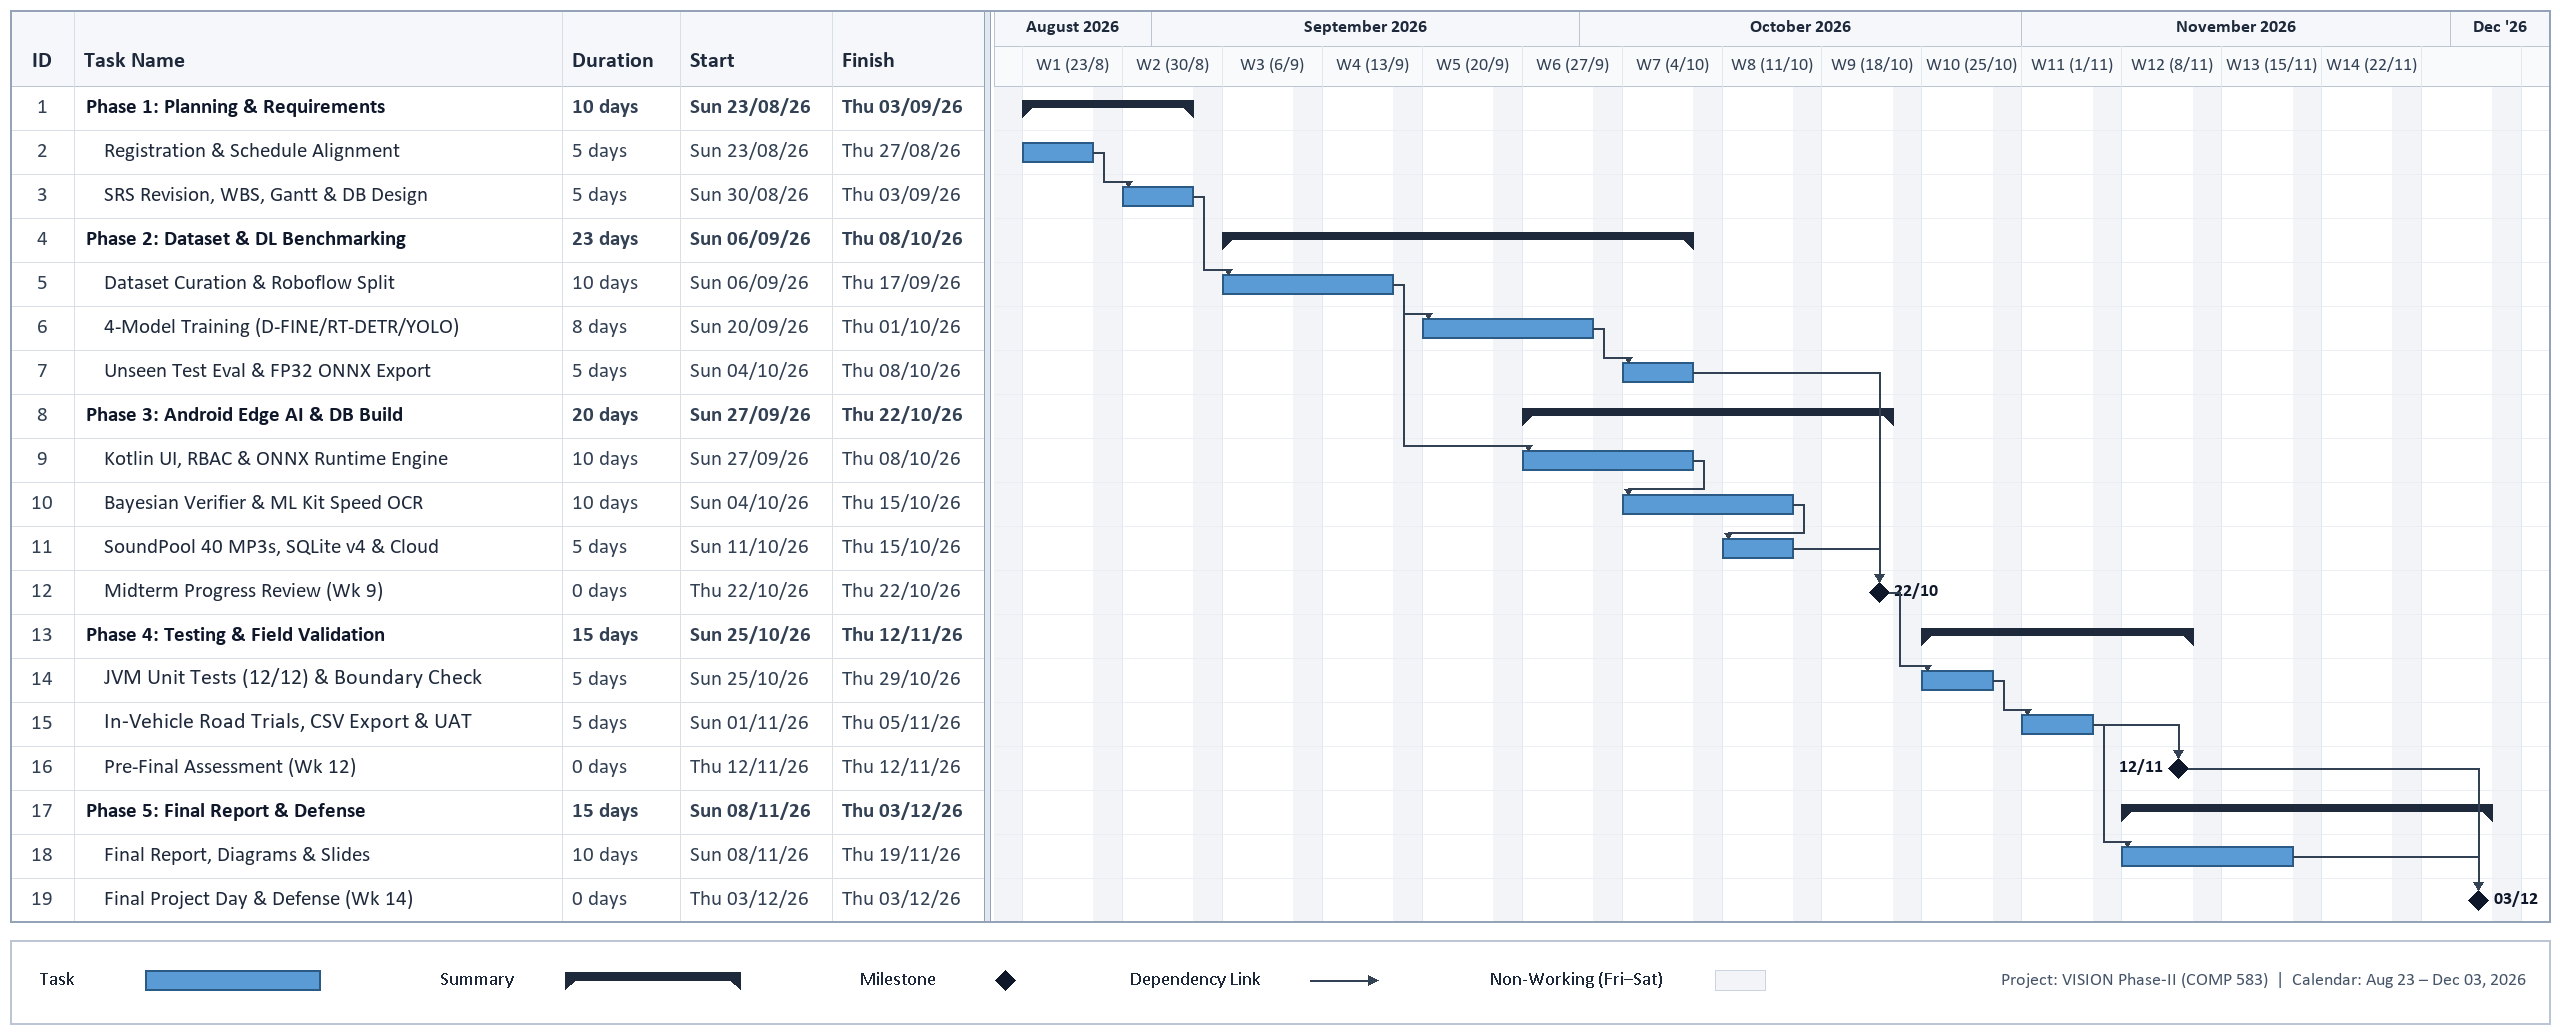 August 2026 September 2026 October 2026 November 2026 Dec '26
ID Task Name Duration Start Finish W1 (23/8) W2 (30/8) W3 (6/9) W4 (13/9) W5 (20/9) W6 (27/9) W7 (4/10) W8 (11/10) W9 (18/10) W10 (25/10) W11 (1/11) W12 (8/11) W13 (15/11) W14 (22/11)
1 Phase 1: Planning & Requirements 10 days Sun 23/08/26 Thu 03/09/26
2 Registration & Schedule Alignment 5 days Sun 23/08/26 Thu 27/08/26
3 SRS Revision, WBS, Gantt & DB Design 5 days Sun 30/08/26 Thu 03/09/26
4 Phase 2: Dataset & DL Benchmarking 23 days Sun 06/09/26 Thu 08/10/26
5 Dataset Curation & Roboflow Split 10 days Sun 06/09/26 Thu 17/09/26
6 4-Model Training (D-FINE/RT-DETR/YOLO) 8 days Sun 20/09/26 Thu 01/10/26
7 Unseen Test Eval & FP32 ONNX Export 5 days Sun 04/10/26 Thu 08/10/26
8 Phase 3: Android Edge AI & DB Build 20 days Sun 27/09/26 Thu 22/10/26
9 Kotlin UI, RBAC & ONNX Runtime Engine 10 days Sun 27/09/26 Thu 08/10/26
10 Bayesian Verifier & ML Kit Speed OCR 10 days Sun 04/10/26 Thu 15/10/26
11 SoundPool 40 MP3s, SQLite v4 & Cloud 5 days Sun 11/10/26 Thu 15/10/26
12 Midterm Progress Review (Wk 9) 0 days Thu 22/10/26 Thu 22/10/26 22/10
13 Phase 4: Testing & Field Validation 15 days Sun 25/10/26 Thu 12/11/26
14 JVM Unit Tests (12/12) & Boundary Check 5 days Sun 25/10/26 Thu 29/10/26
15 In-Vehicle Road Trials, CSV Export & UAT 5 days Sun 01/11/26 Thu 05/11/26
16 Pre-Final Assessment (Wk 12) 0 days Thu 12/11/26 Thu 12/11/26 12/11
17 Phase 5: Final Report & Defense 15 days Sun 08/11/26 Thu 03/12/26
18 Final Report, Diagrams & Slides 10 days Sun 08/11/26 Thu 19/11/26
19 Final Project Day & Defense (Wk 14) 0 days Thu 03/12/26 Thu 03/12/26 03/12
Task Summary Milestone Dependency Link Non-Working (Fri–Sat) Project: VISION Phase-II (COMP 583) | Calendar: Aug 23 – Dec 03, 2026